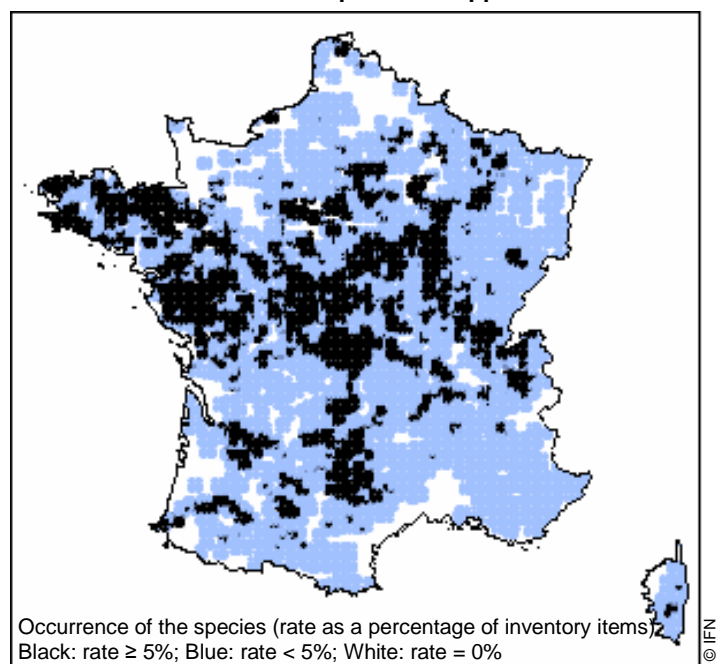 Occurrence of the species (rate as a percentage of inventory items)
Black: rate ≥ 5%; Blue: rate < 5%; White: rate = 0%
© IFN